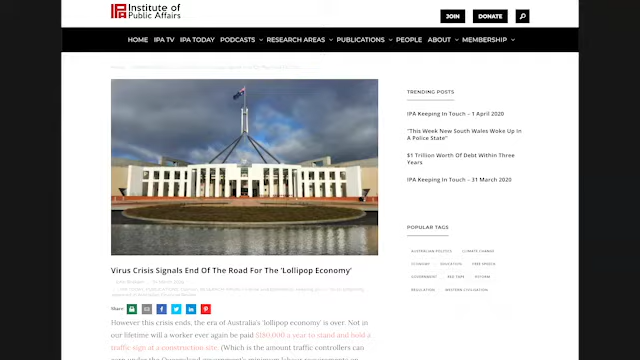 IPA Institute of
Public Affairs
JOIN DONATE
HOME IPA TV IPA TODAY PODCASTS RESEARCH AREAS PUBLICATIONS PEOPLE ABOUT MEMBERSHIP
TRENDING POSTS
IPA Keeping In Touch – 1 April 2020
"This Week New South Wales Woke Up In
A Police State"
$1 Trillion Worth Of Debt Within Three
Years
IPA Keeping In Touch – 31 March 2020
POPULAR TAGS
AUSTRALIAN POLITICS CLIMATE CHANGE
ECONOMY EDUCATION FREE SPEECH
GOVERNMENT RED TAPE REFORM
REGULATION WESTERN CIVILISATION
Virus Crisis Signals End Of The Road For The 'Lollipop Economy'
Share
However this crisis ends, the era of Australia's 'lollipop economy' is over. Not in
our lifetime will a worker ever again be paid $180,000 a year to stand and hold a
traffic sign at a construction site. (Which is the amount traffic controllers can